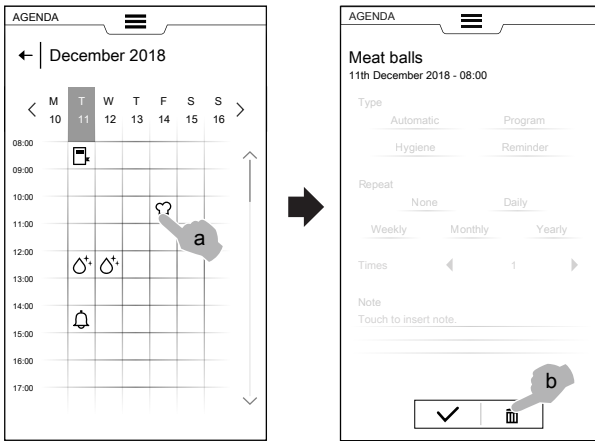 AGENDA
December 2018
M T W T F S S
10 11 12 13 14 15 16
08:00
09:00
10:00
11:00
a
12:00
13:00
14:00
15:00
16:00
17:00
AGENDA
Meat balls
11th December 2018 - 08:00
Type
Automatic Program
Hygiene Reminder
Repeat
None Daily
Weekly Monthly Yearly
Times 1
Note
Touch to insert note.
b